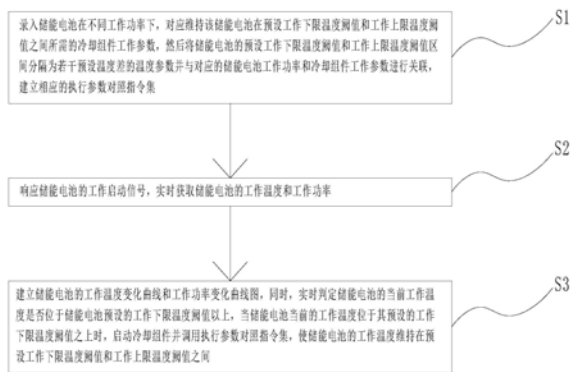 录入储能电池在不同工作功率下，对应维持该储能电池在预设工作下限温度阈值和工作上限温度阈
值之间所需的冷却组件工作参数，然后将储能电池的预设工作下限温度阈值和工作上限温度阈值区
间分隔为若干预设温度差的温度参数并与对应的储能电池工作功率和冷却组件工作参数进行关联，
建立相应的执行参数对照指令集
S1
响应储能电池的工作启动信号，实时获取储能电池的工作温度和工作功率
S2
建立储能电池的工作温度变化曲线和工作功率变化曲线图，同时，实时判定储能电池的当前工作温
度是否位于储能电池预设的工作下限温度阈值以上，当储能电池当前的工作温度位于其预设的工作
下限温度阈值之上时，启动冷却组件并调用执行参数对照指令集，使储能电池的工作温度维持在预
设工作下限温度阈值和工作上限温度阈值之间
S3